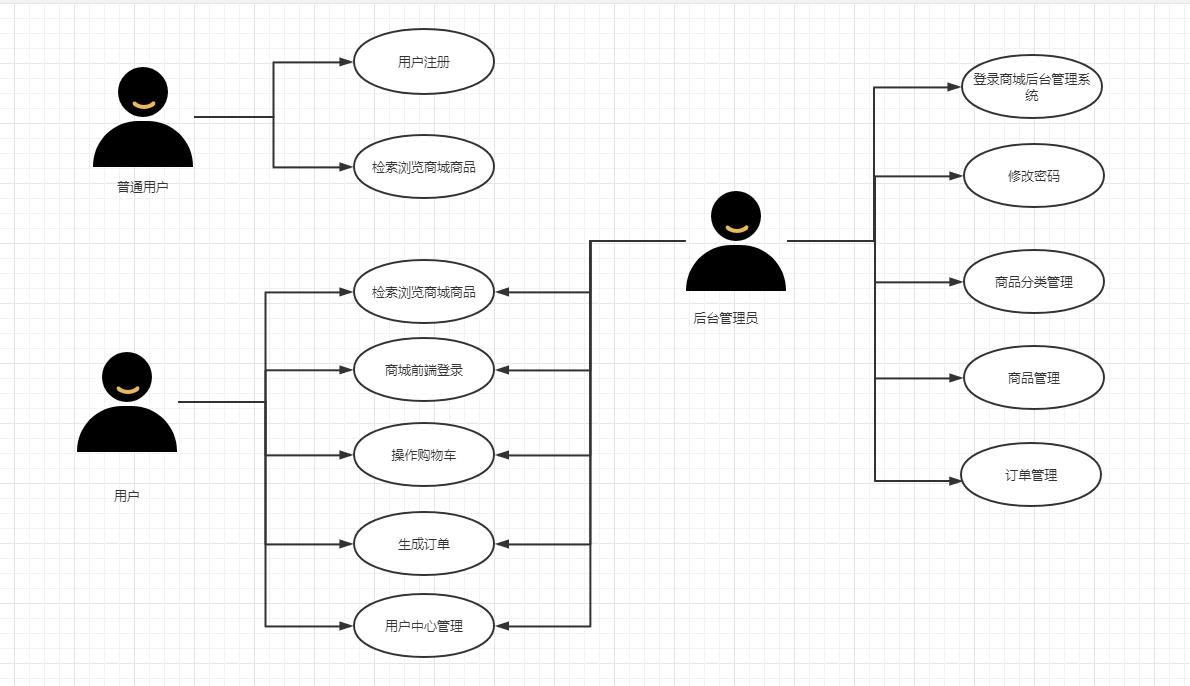 用户注册
检索浏览商城商品
普通用户
检索浏览商城商品
商城前端登录
操作购物车
生成订单
用户中心管理
用户
后台管理员
登录商城后台管理系
统
修改密码
商品分类管理
商品管理
订单管理